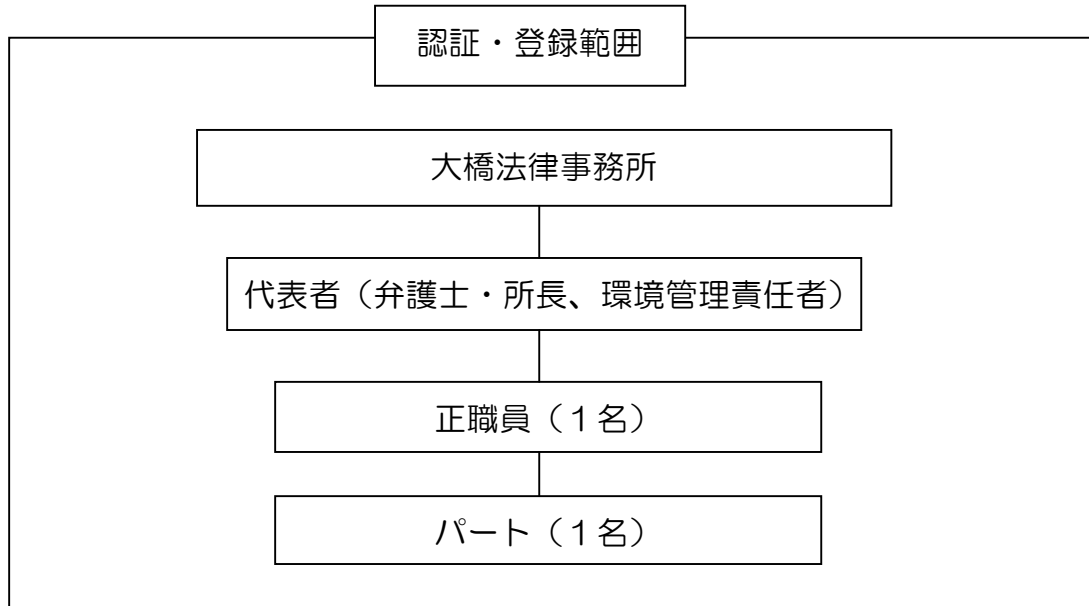 認証・登録範囲
大橋法律事務所
代表者（弁護士・所長、環境管理責任者）
正職員（１名）
パート（１名）